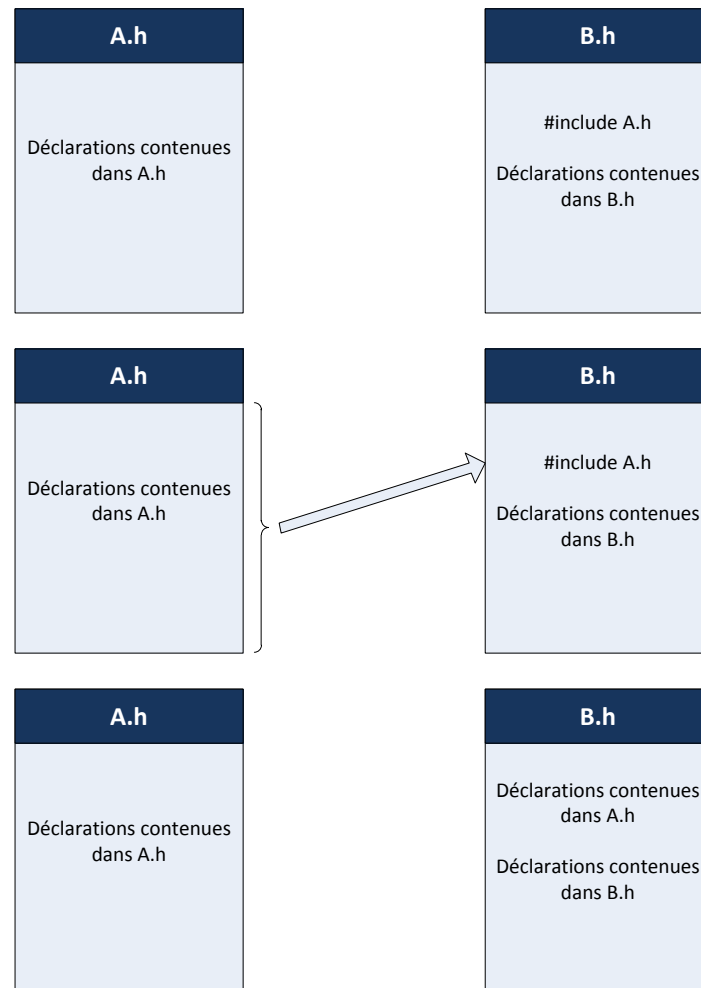 A.h
Déclarations contenues
dans A.h
B.h
#include A.h
Déclarations contenues
dans B.h
A.h
Déclarations contenues
dans A.h
B.h
#include A.h
Déclarations contenues
dans B.h
A.h
Déclarations contenues
dans A.h
B.h
Déclarations contenues
dans A.h
Déclarations contenues
dans B.h